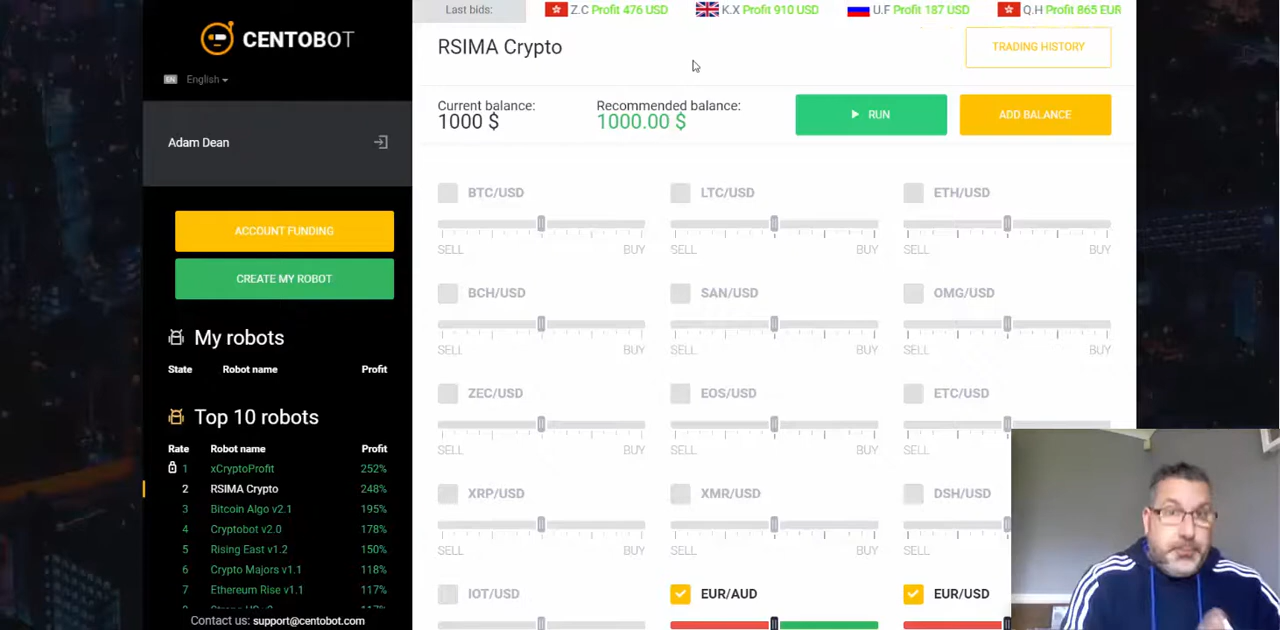 Last bids:
Z.C Profit 476 USD
K.X Profit 910 USD
U.F Profit 187 USD
Q.H Profit 865 EUR
CENTOBOT
EN English
Adam Dean
ACCOUNT FUNDING
CREATE MY ROBOT
My robots
State Robot name Profit
Top 10 robots
Rate Robot name Profit
1 xCryptoProfit 252%
2 RSIMA Crypto 248%
3 Bitcoin Algo v2.1 195%
4 Cryptobot v2.0 178%
5 Rising East v1.2 150%
6 Crypto Majors v1.1 118%
7 Ethereum Rise v1.1 117%
Contact us: support@centobot.com
RSIMA Crypto
TRADING HISTORY
Current balance: Recommended balance:
1000 $ 1000.00 $
RUN
ADD BALANCE
BTC/USD LTC/USD ETH/USD
SELL BUY SELL BUY SELL BUY
BCH/USD SAN/USD OMG/USD
SELL BUY SELL BUY SELL BUY
ZEC/USD EOS/USD ETC/USD
SELL BUY SELL BUY
XRP/USD XMR/USD DSH/USD
SELL BUY SELL BUY
IOT/USD EUR/AUD EUR/USD